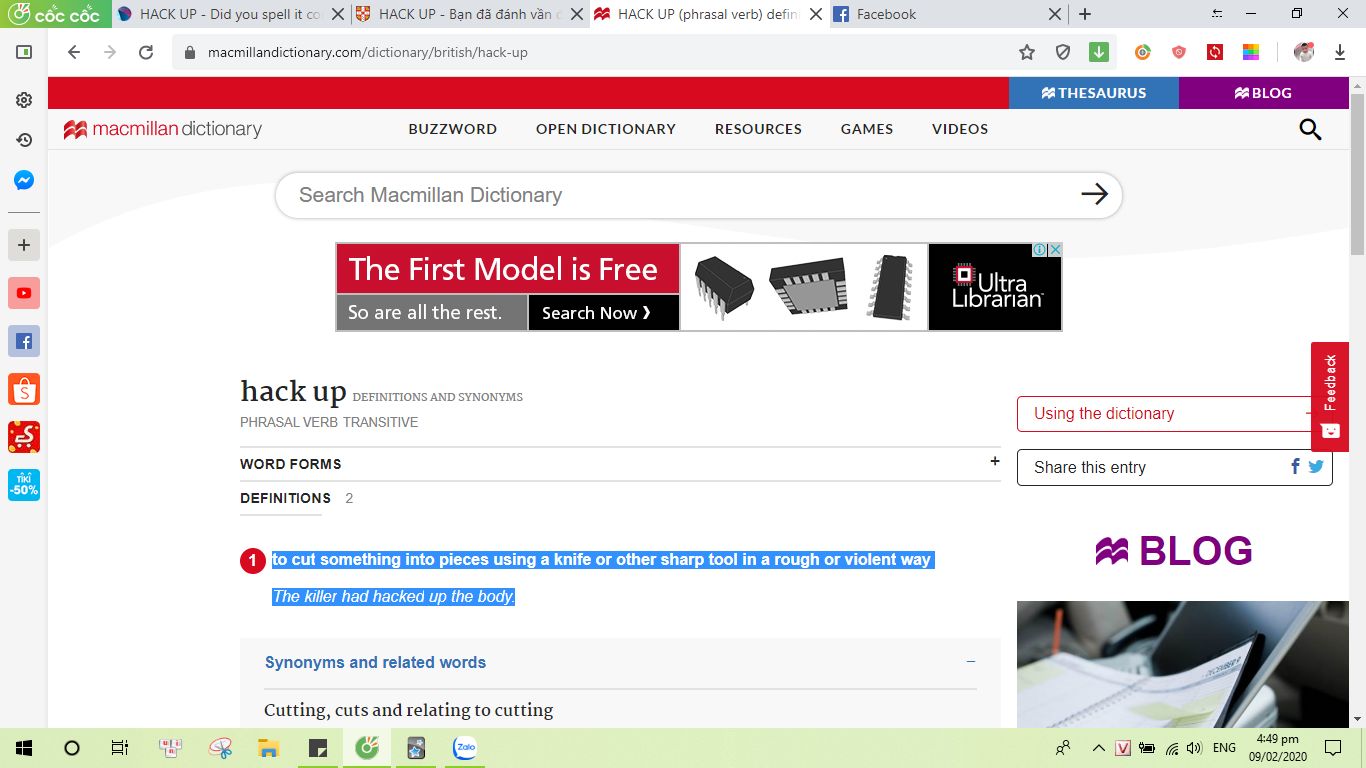 cốc cốc
HACK UP - Did you spell it co
HACK UP - Bạn đã đánh vần đ
HACK UP (phrasal verb) defin
Facebook
macmillandictionary.com/dictionary/british/hack-up
THESAURUS
BLOG
macmillan dictionary
BUZZWORD
OPEN DICTIONARY
RESOURCES
GAMES
VIDEOS
Search Macmillan Dictionary
The First Model is Free
So are all the rest.
Search Now ❯
Ultra
Librarian
Feedback
hack up DEFINITIONS AND SYNONYMS
PHRASAL VERB TRANSITIVE
Using the dictionary
WORD FORMS +
Share this entry
TIKI
-50%
DEFINITIONS 2
BLOG
1 to cut something into pieces using a knife or other sharp tool in a rough or violent way
The killer had hacked up the body.
Synonyms and related words −
Cutting, cuts and relating to cutting
DECEMBER
Zalo
V
ENG
4:49 pm
09/02/2020